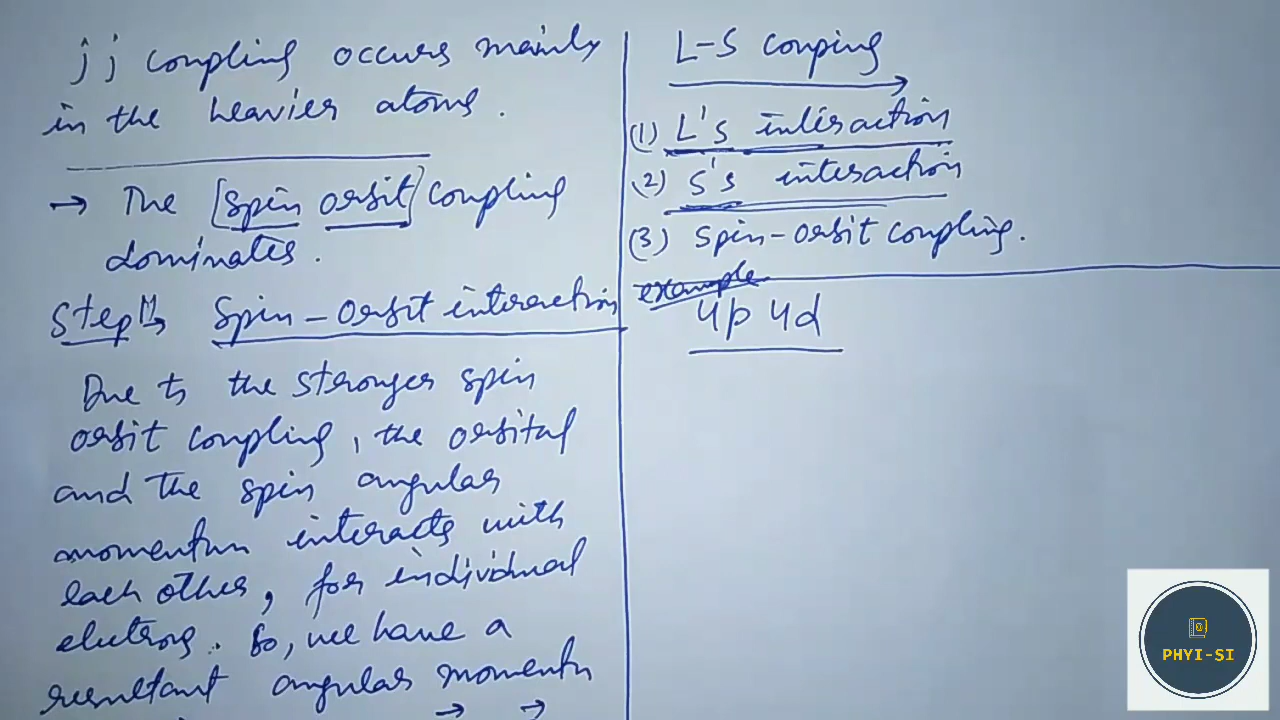 jj coupling occurs mainly
in the heavier atoms.
→ The [spin orbit] coupling
dominates.
Step 1→ Spin-orbit interaction
Due to the stronger spin
orbit coupling, the orbital
and the spin angular
momentum interacts with
each other, for individual
electrons. So, we have a
resultant angular momentm
L-S couping
(1) L's interaction
(2) S's interaction
(3) Spin-orbit coupling.
example
4p 4d
PHYI-SI